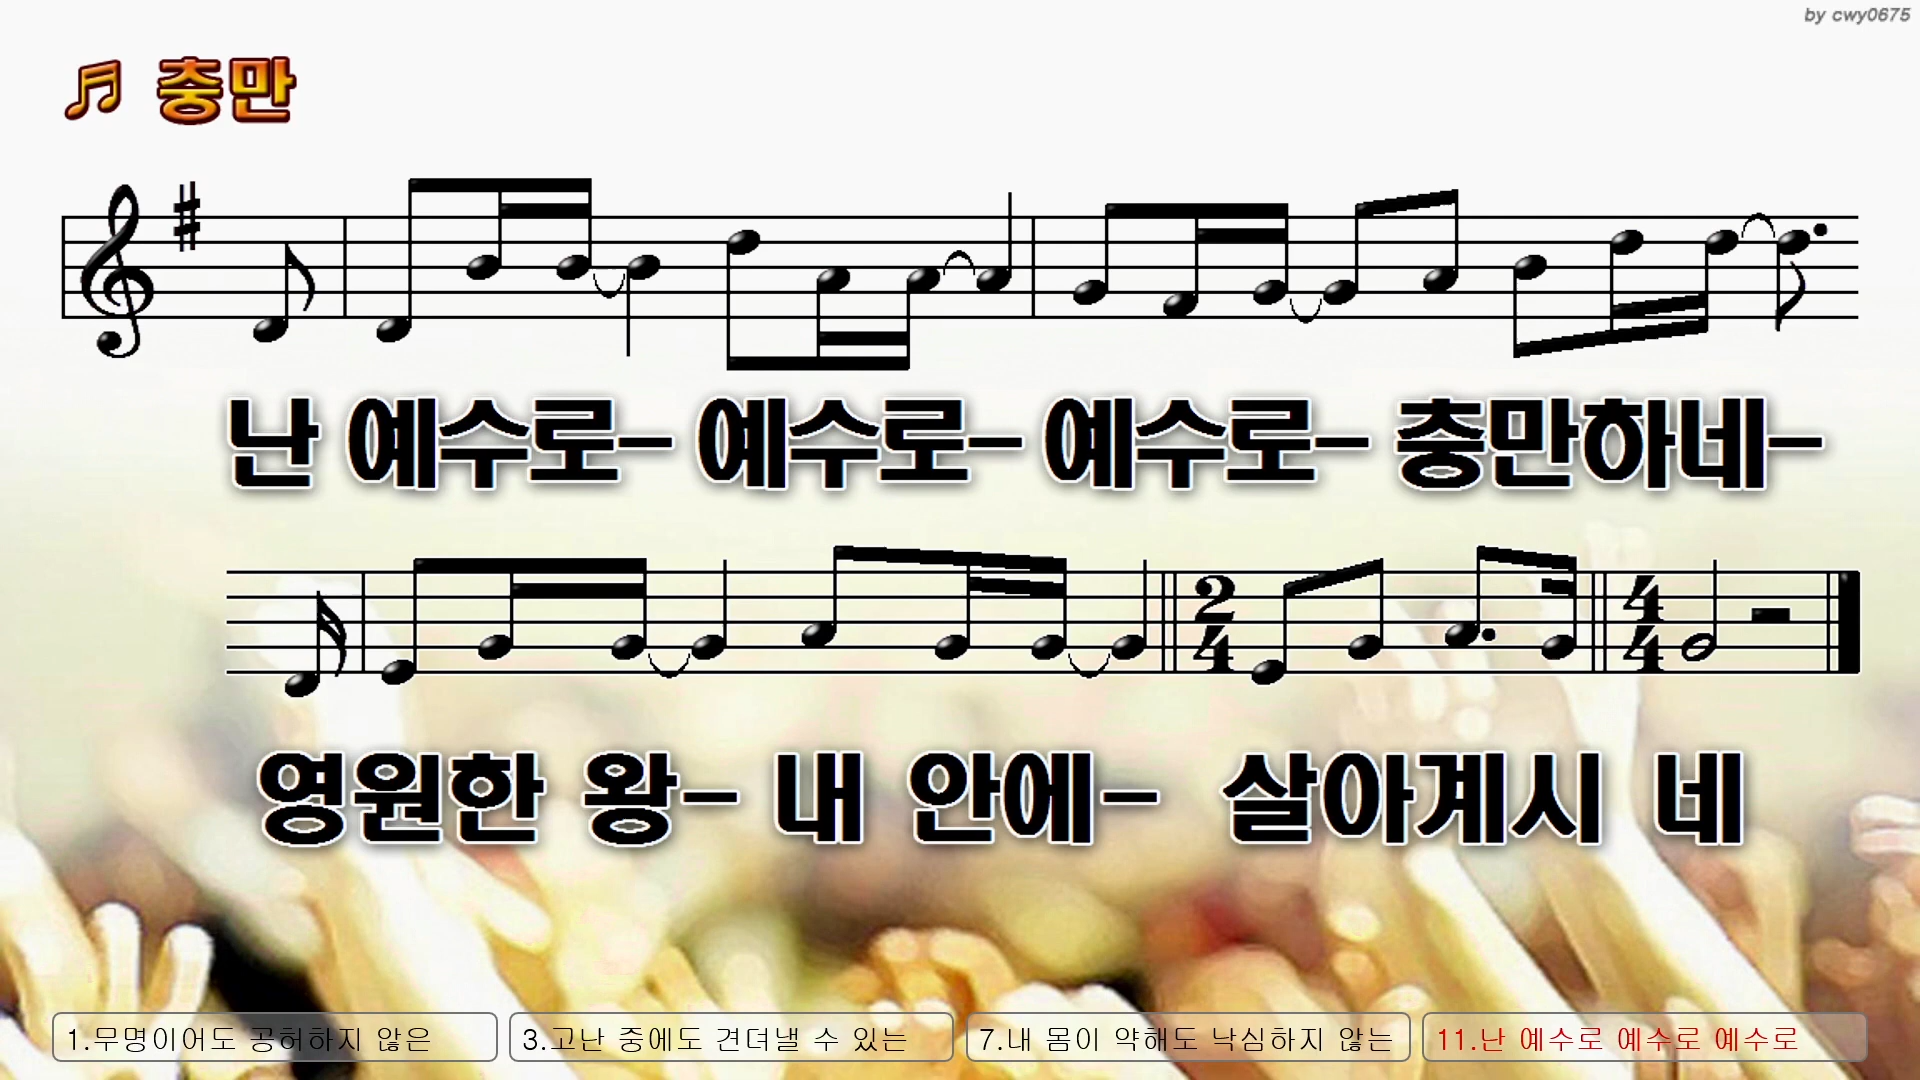 by cwy0675
충만
난 예수로- 예수로- 예수로- 충만하네-
2
4
4
4
영원한 왕- 내 안에- 살아계시 네
1.무명이어도 공허하지 않은
3.고난 중에도 견뎌낼 수 있는
7.내 몸이 약해도 낙심하지 않는
11.난 예수로 예수로 예수로